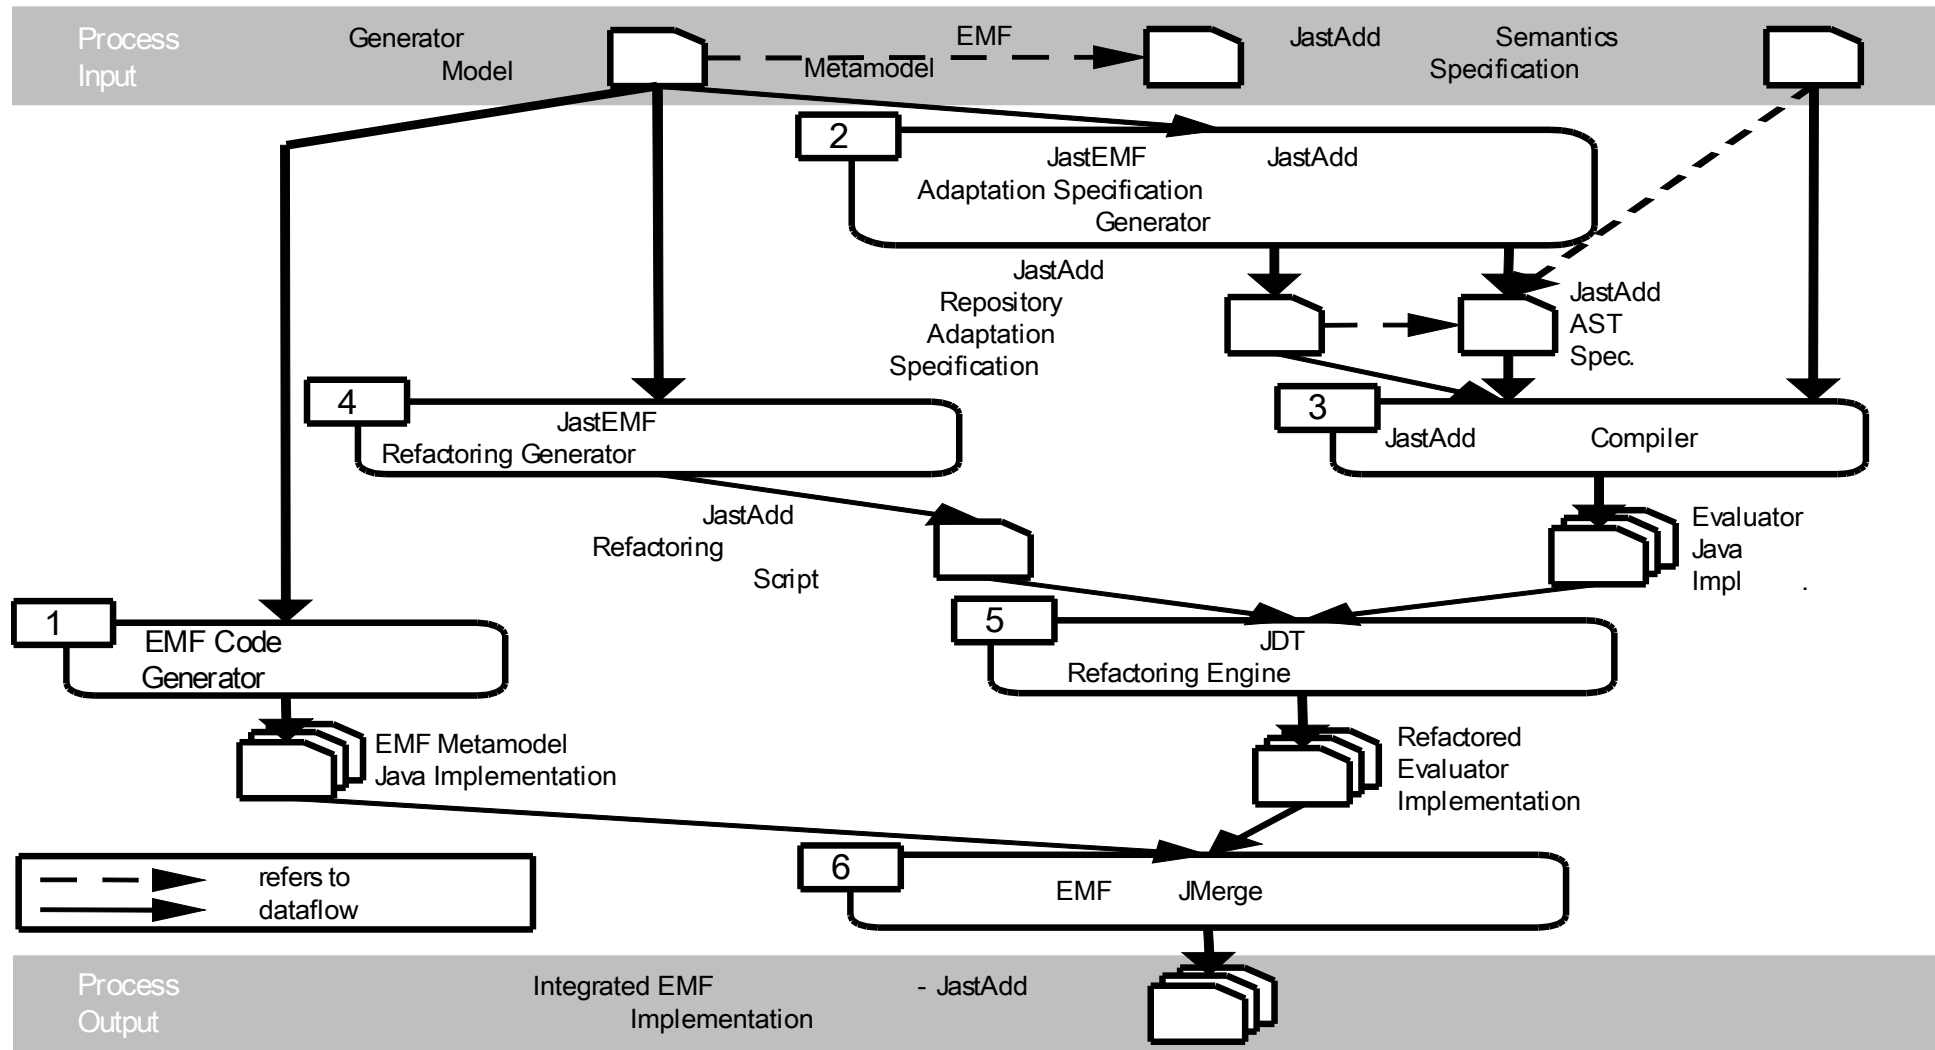 Process
Input
Generator
Model
EMF
Metamodel
JastAdd Semantics
Specification
2
JastEMF JastAdd
Adaptation Specification
Generator
JastAdd
Repository
Adaptation
Specification
JastAdd
AST
Spec.
4
JastEMF
Refactoring Generator
3
JastAdd Compiler
JastAdd
Refactoring
Script
Evaluator
Java
Impl .
1
EMF Code
Generator
5
JDT
Refactoring Engine
EMF Metamodel
Java Implementation
Refactored
Evaluator
Implementation
refers to
dataflow
6
EMF JMerge
Process
Output
Integrated EMF - JastAdd
Implementation